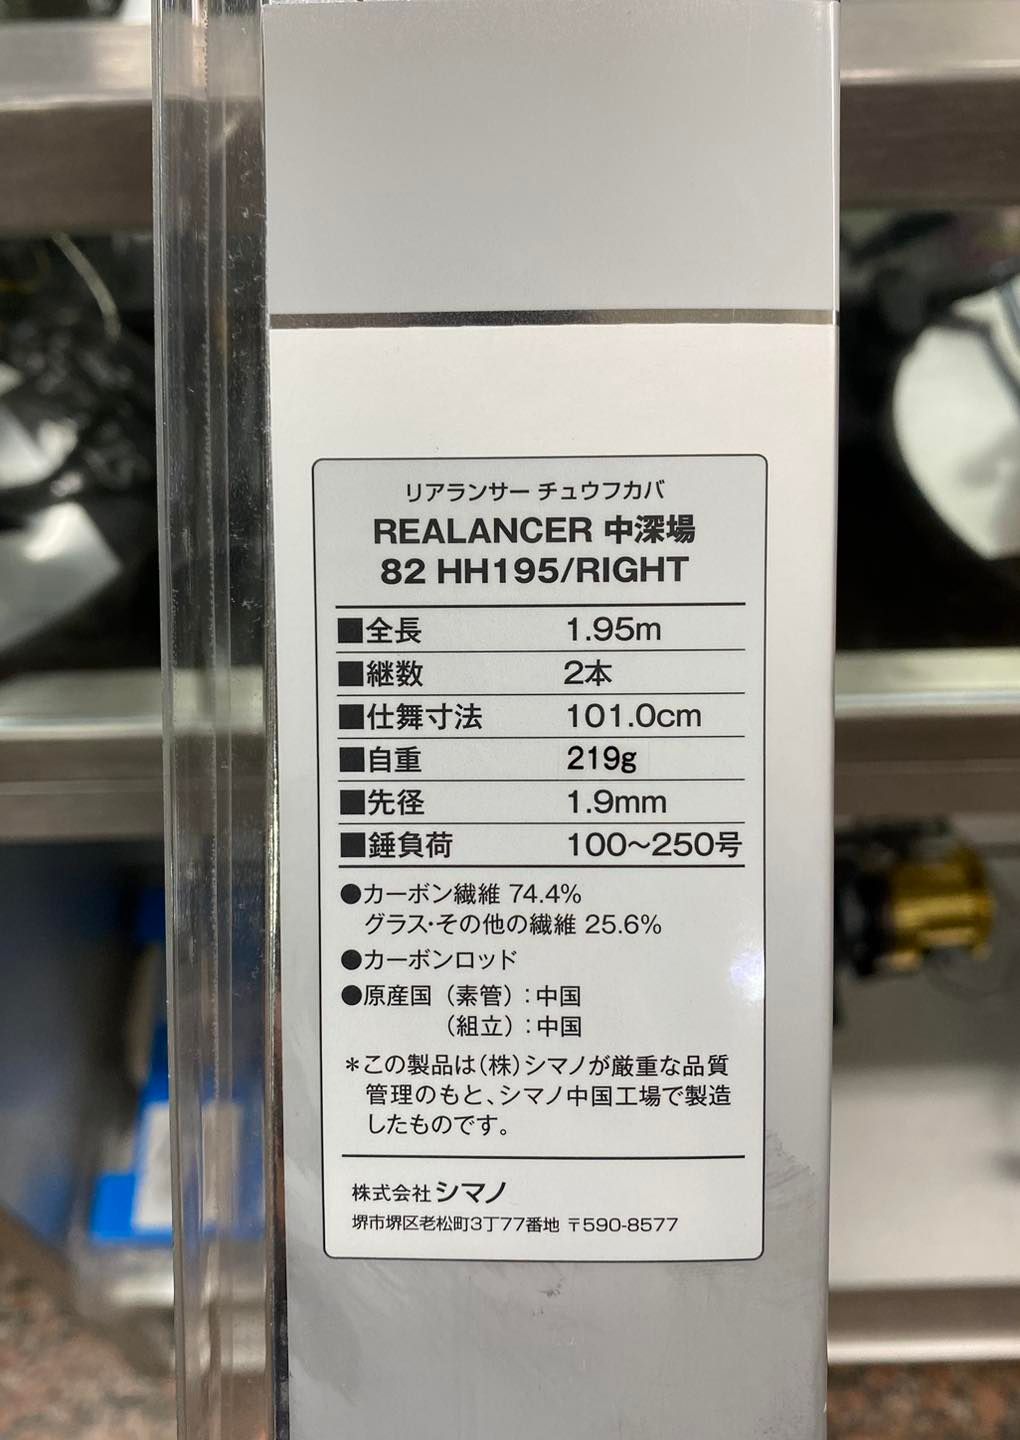 リアランサー チュウフカバ
REALANCER 中深場
82 HH195/RIGHT
■全長 1.95m
■継数 2本
■仕舞寸法 101.0cm
■自重 219g
■先径 1.9mm
■錘負荷 100～250号
●カーボン繊維 74.4%
グラス・その他の繊維 25.6%
●カーボンロッド
●原産国（素管）：中国
（組立）：中国
＊この製品は（株）シマノが厳重な品質
管理のもと、シマノ中国工場で製造
したものです。
株式会社 シマノ
堺市堺区老松町3丁77番地 〒590-8577